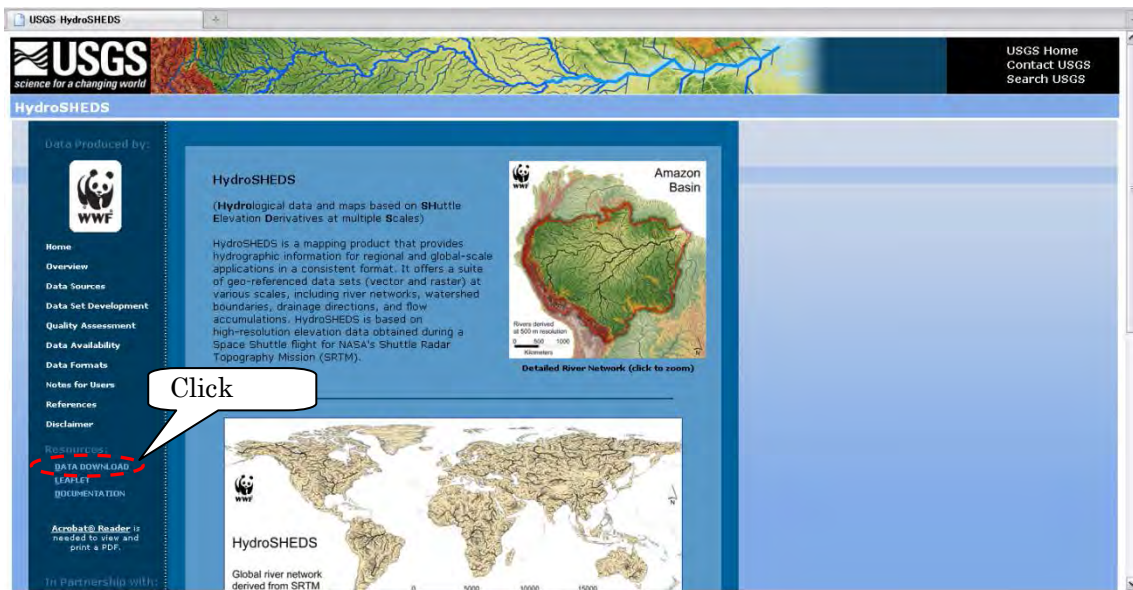 USGS HydroSHEDS
USGS
science for a changing world
USGS Home
Contact USGS
Search USGS
HydroSHEDS
Data Produced by:
WWF
Home
Overview
Data Sources
Data Set Development
Quality Assessment
Data Availability
Data Formats
Notes for Users
References
Disclaimer
Resources:
DATA DOWNLOAD
LEAFLET
DOCUMENTATION
Acrobat® Reader is
needed to view and
print a PDF.
In Partnership with:
Click
HydroSHEDS
(Hydrological data and maps based on SHuttle
Elevation Derivatives at multiple Scales)
HydroSHEDS is a mapping product that provides
hydrographic information for regional and global-scale
applications in a consistent format. It offers a suite
of geo-referenced data sets (vector and raster) at
various scales, including river networks, watershed
boundaries, drainage directions, and flow
accumulations. HydroSHEDS is based on
high-resolution elevation data obtained during a
Space Shuttle flight for NASA's Shuttle Radar
Topography Mission (SRTM).
WWF
Amazon
Basin
Rivers derived
at 500 m resolution
0 500 1000
Kilometers
N
Detailed River Network (click to zoom)
WWF
N
HydroSHEDS
Global river network
derived from SRTM
0 5000 10000 15000